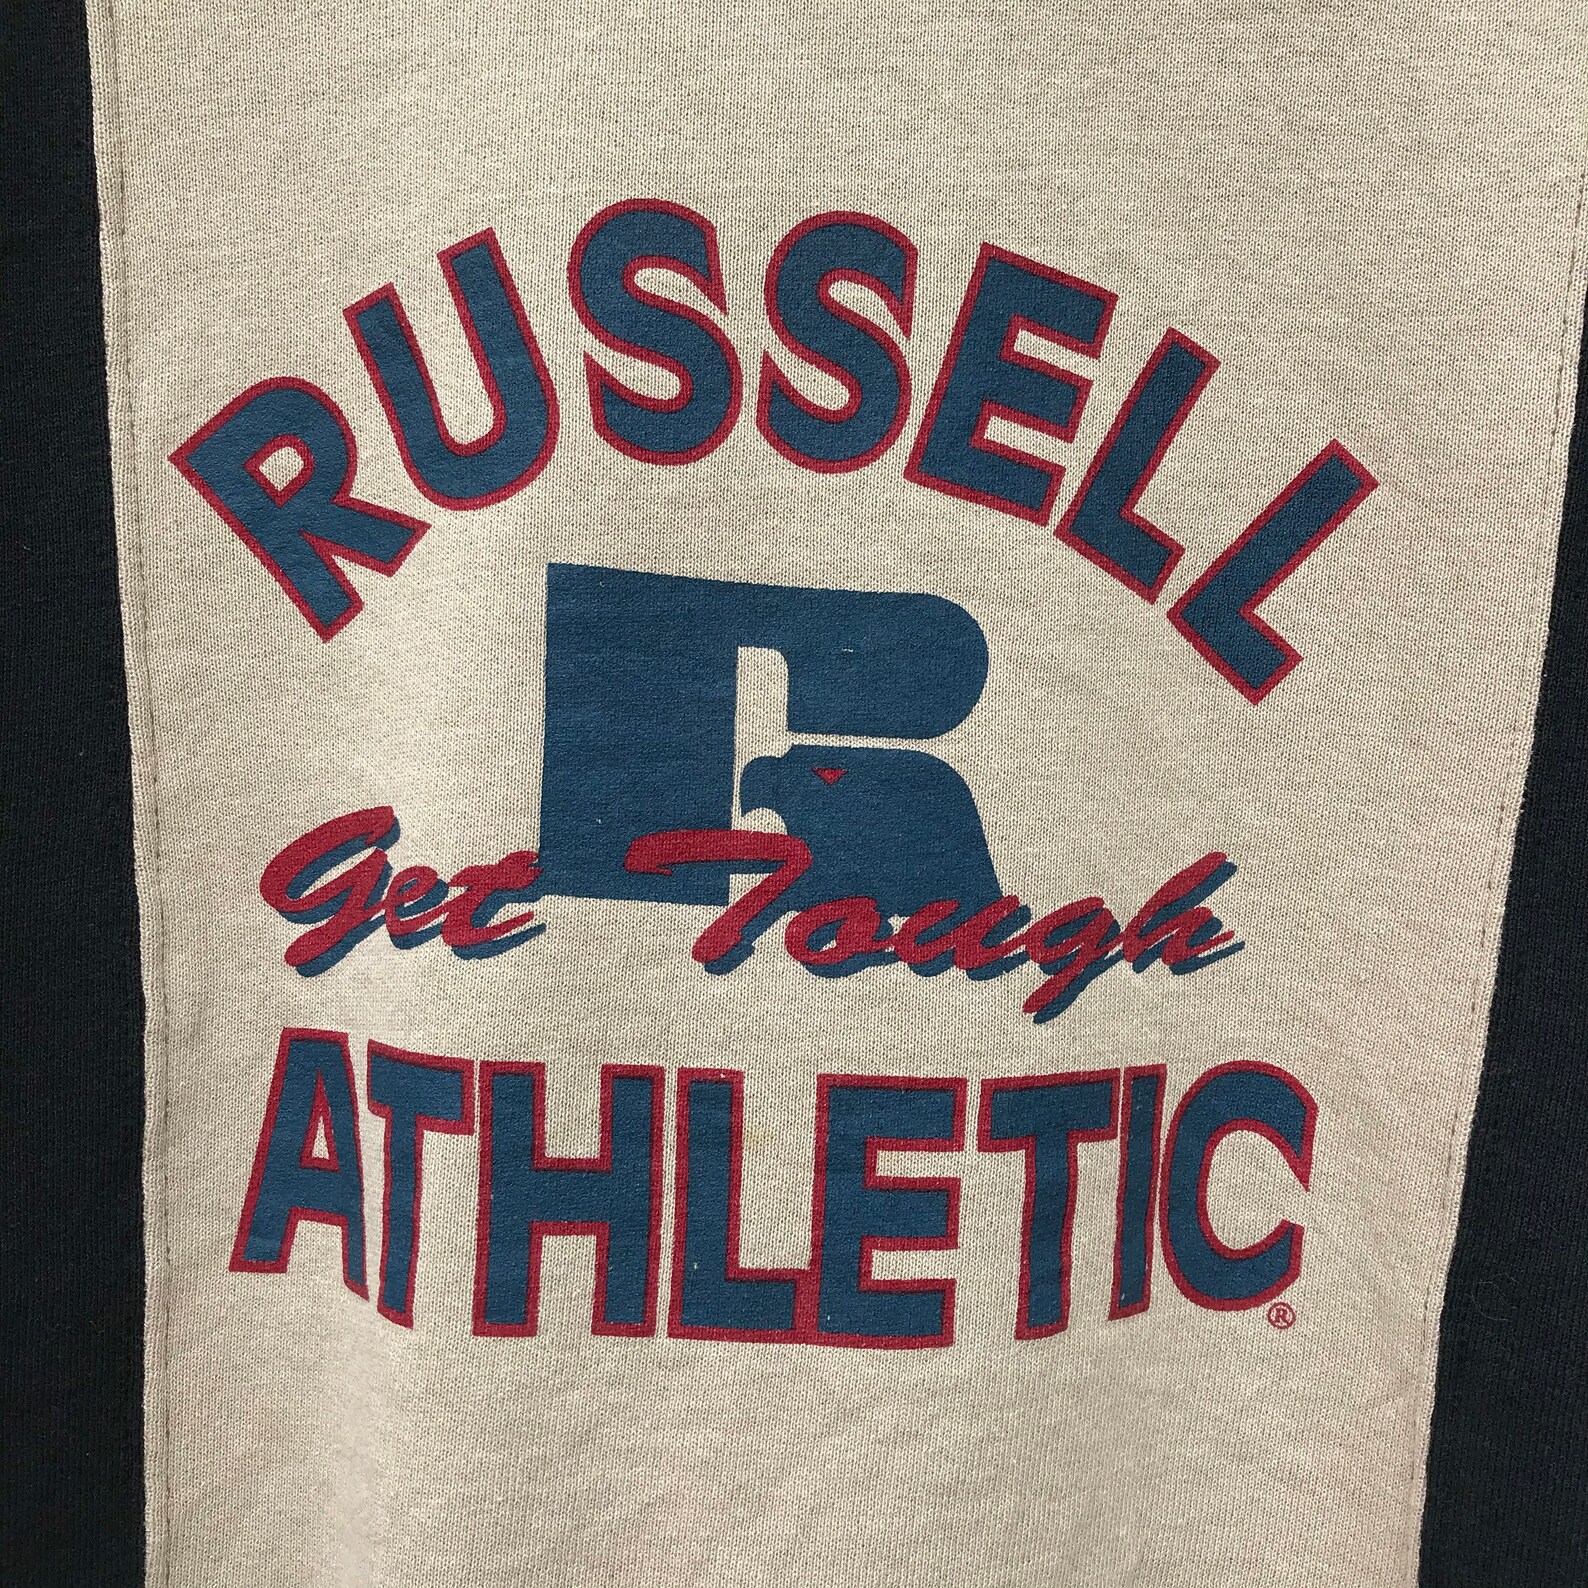 RUSSELL
R
Get Tough
ATHLETIC®